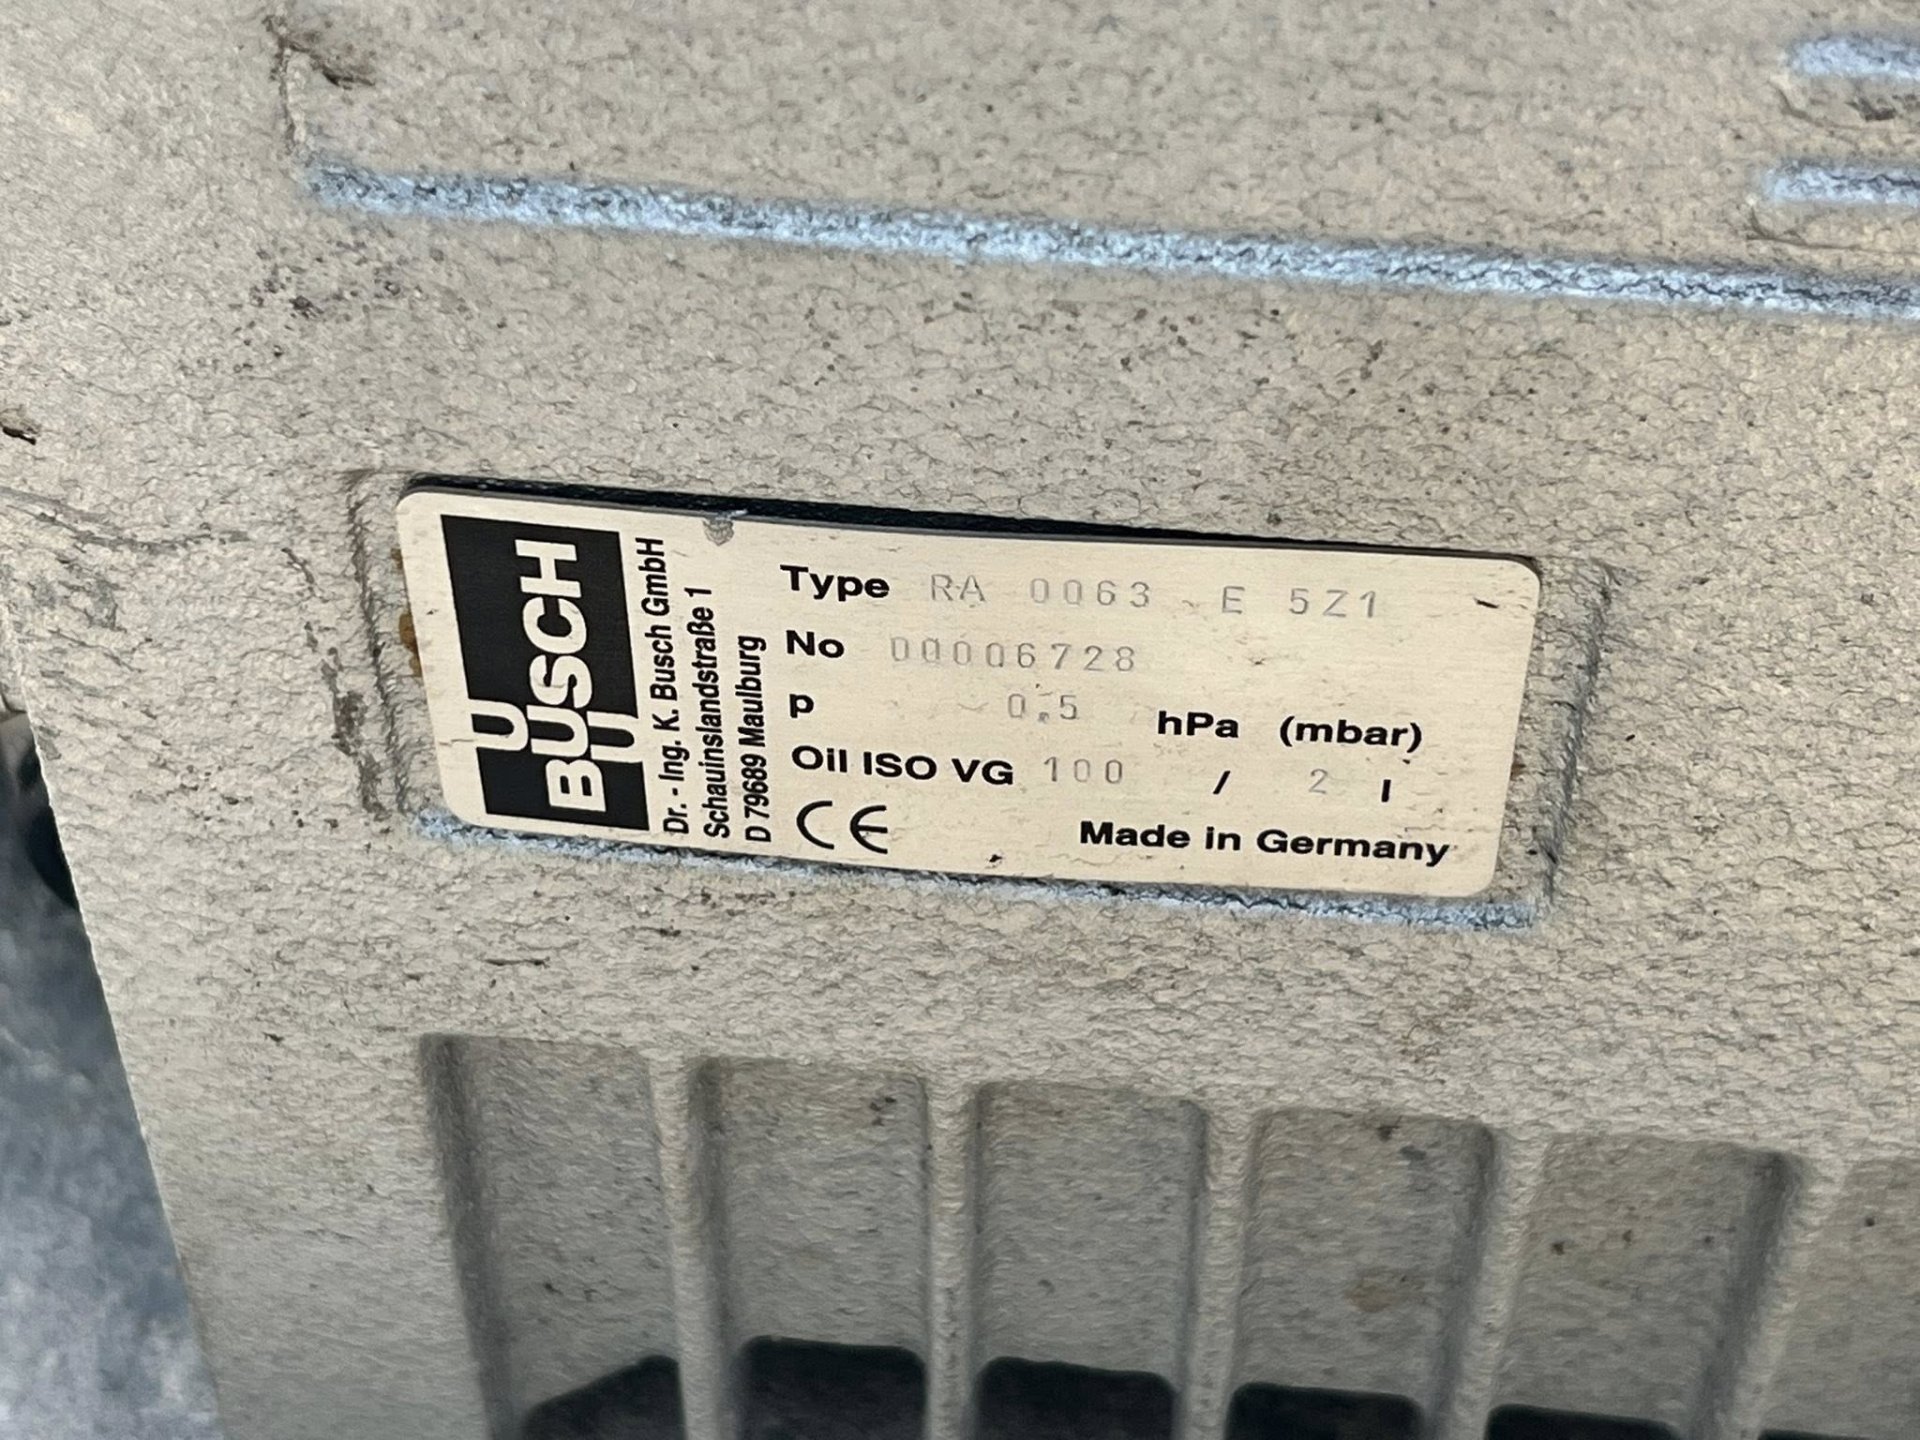 BUSCH
Dr. - Ing. K. Busch GmbH
Schauinslandstraße 1
D 79689 Maulburg
Type RA 0063 E 5Z1
No 00006728
p 0.5 hPa (mbar)
Oil ISO VG 100 / 2 l
CE Made in Germany